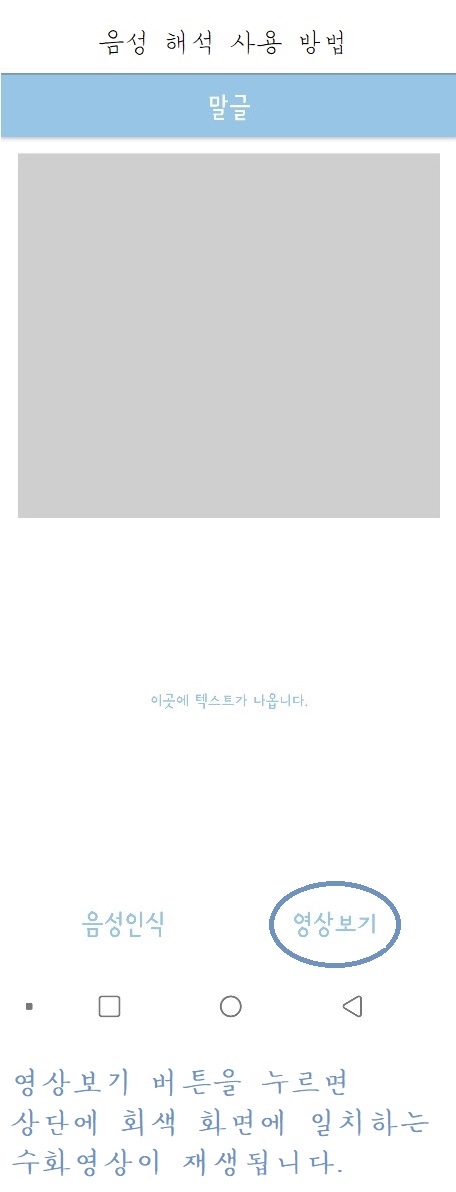 음성 해석 사용 방법
말글
이곳에 텍스트가 나옵니다.
음성인식 영상보기
영상보기 버튼을 누르면
상단에 회색 화면에 일치하는
수화영상이 재생됩니다.